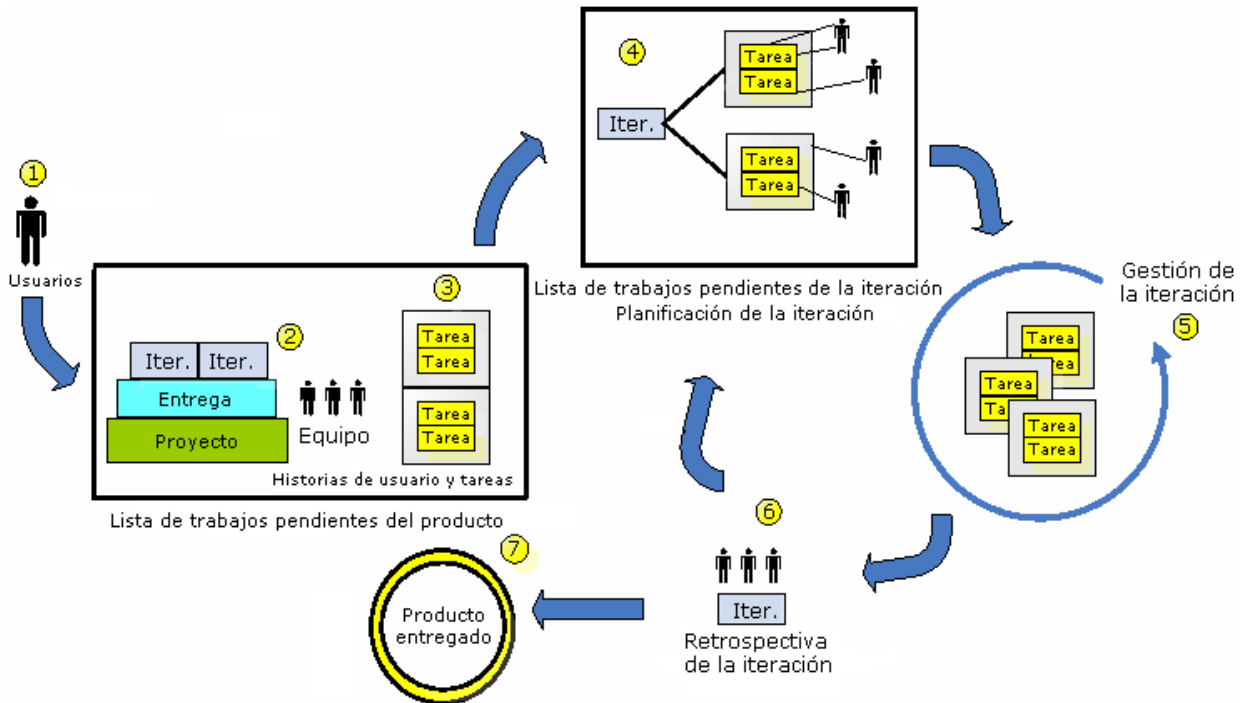 1
Usuarios
2
Iter. Iter.
Entrega
Proyecto
Equipo
3
Tarea
Tarea
Tarea
Tarea
Historias de usuario y tareas
Lista de trabajos pendientes del producto
4
Iter.
Tarea
Tarea
Tarea
Tarea
Lista de trabajos pendientes de la iteración
Planificación de la iteración
Gestión de
la iteración
5
Tarea
Tarea
Tarea
Tarea
Tarea
6
Iter.
Retrospectiva
de la iteración
7
Producto
entregado